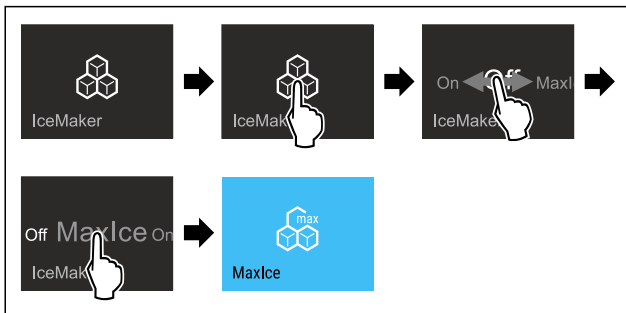 IceMaker
IceMak
On Off MaxI
IceMake
Off MaxIce On
IceMak
max
MaxIce